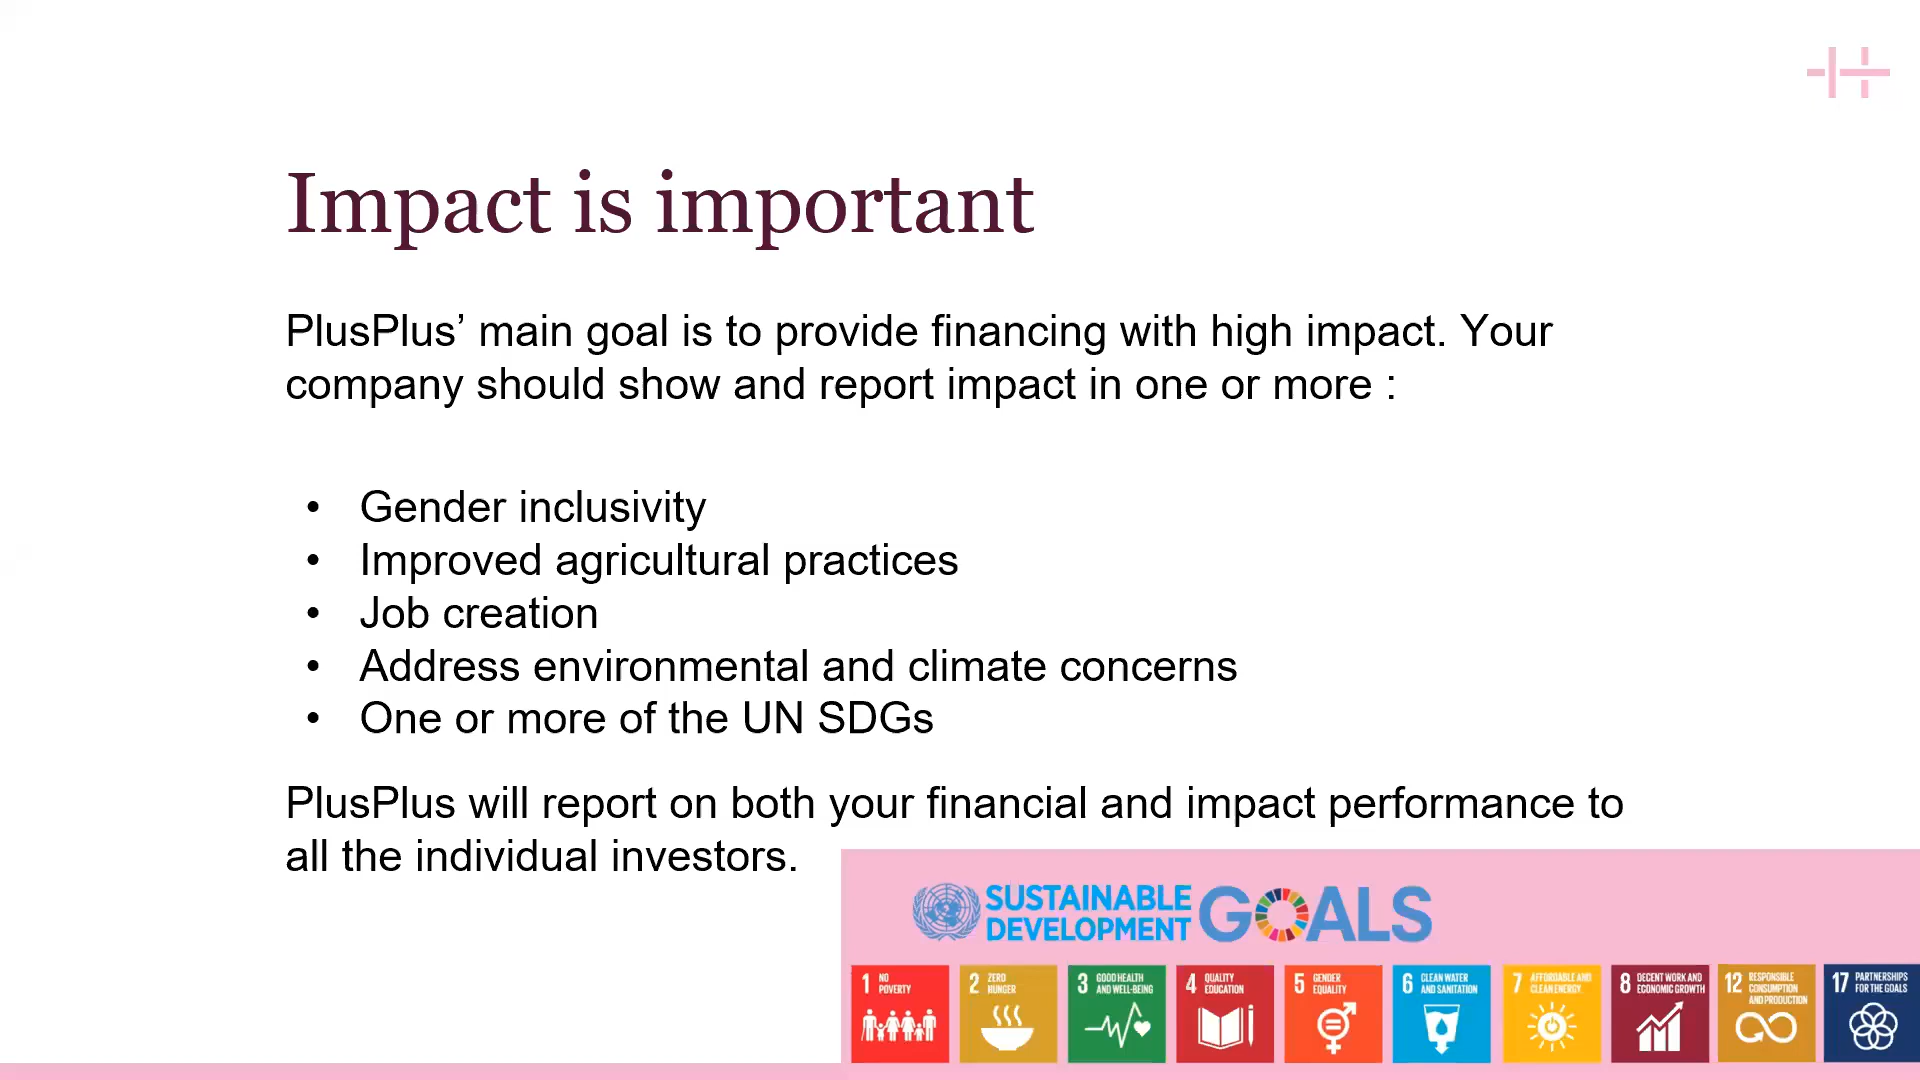 Impact is important
PlusPlus’ main goal is to provide financing with high impact. Your
company should show and report impact in one or more :
• Gender inclusivity
• Improved agricultural practices
• Job creation
• Address environmental and climate concerns
• One or more of the UN SDGs
PlusPlus will report on both your financial and impact performance to
all the individual investors.
SUSTAINABLE
DEVELOPMENT
GOALS
1 NO
POVERTY
2 ZERO
HUNGER
3 GOOD HEALTH
AND WELL-BEING
4 QUALITY
EDUCATION
5 GENDER
EQUALITY
6 CLEAN WATER
AND SANITATION
7 AFFORDABLE AND
CLEAN ENERGY
8 DECENT WORK AND
ECONOMIC GROWTH
12 RESPONSIBLE
CONSUMPTION
AND PRODUCTION
17 PARTNERSHIPS
FOR THE GOALS